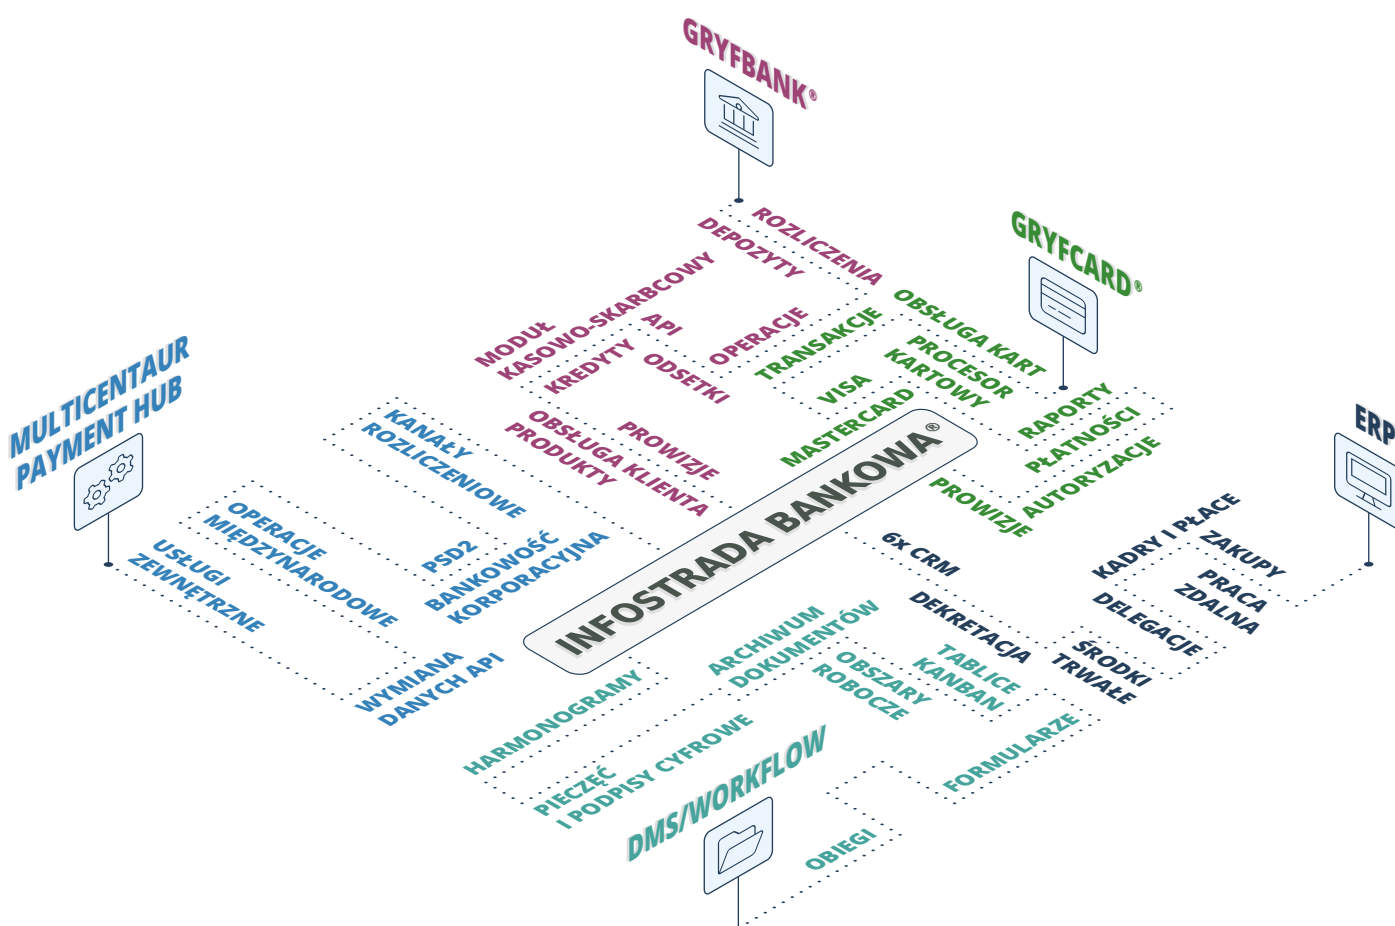 GRYFBANK®
ROZLICZENIA
DEPOZYTY
MODUŁ
KASOWO-SKARBCOWY
API
OPERACJE
KREDYTY
ODSETKI
PROWIZJE
OBSŁUGA KLIENTA
PRODUKTY
GRYFCARD®
OBSŁUGA KART
TRANSAKCJE
PROCESOR
KARTOWY
VISA
MASTERCARD
RAPORTY
PŁATNOŚCI
AUTORYZACJE
PROWIZJE
MULTICENTAUR
PAYMENT HUB
KANAŁY
ROZLICZENIOWE
OPERACJE
MIĘDZYNARODOWE
USŁUGI
ZEWNĘTRZNE
PSD2
BANKOWOŚĆ
KORPORACYJNA
WYMIANA
DANYCH API
INFOSTRADA BANKOWA®
ERP
KADRY I PŁACE
ZAKUPY
PRACA
ZDALNA
DELEGACJE
ŚRODKI
TRWAŁE
6x CRM
DEKRETACJA
ARCHIWUM
DOKUMENTÓW
TABLICE
KANBAN
OBSZARY
ROBOCZE
HARMONOGRAMY
PIECZĘĆ
I PODPISY CYFROWE
FORMULARZE
DMS/WORKFLOW
OBIEGI